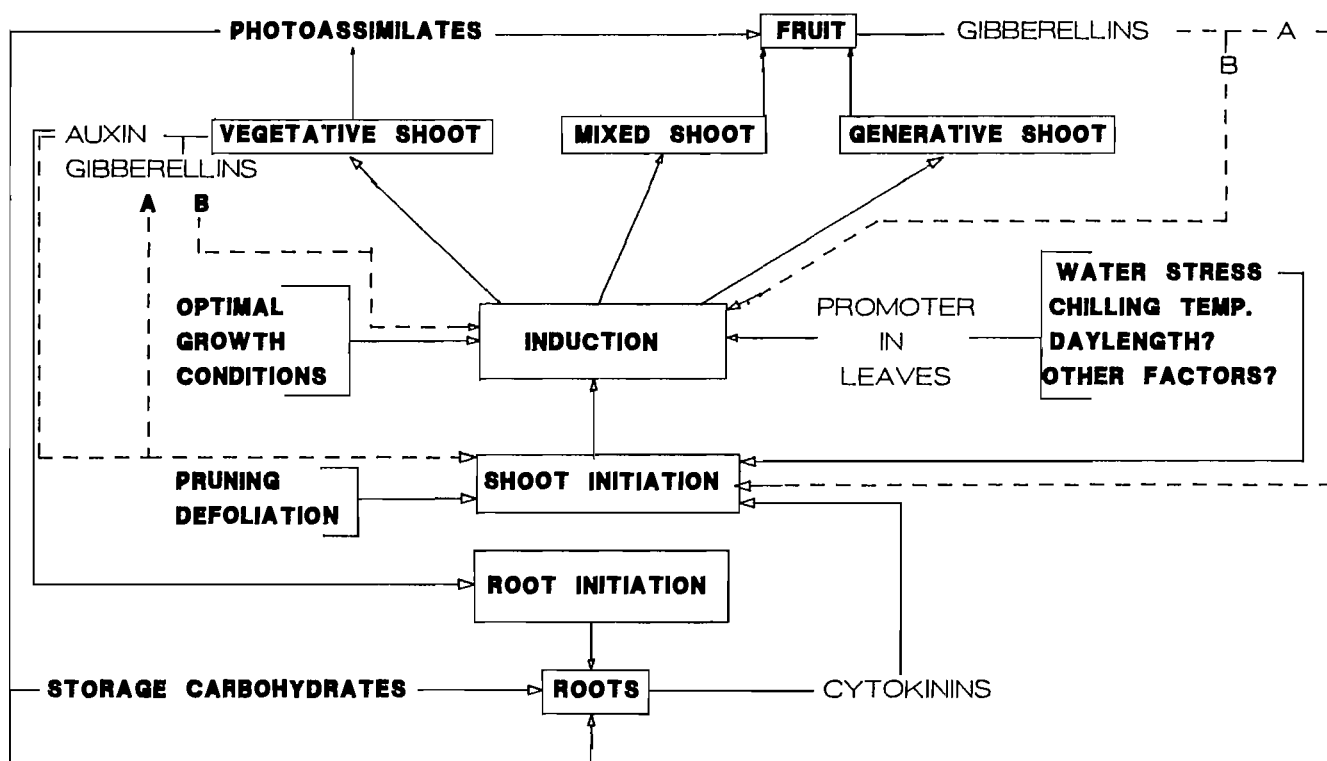 PHOTOASSIMILATES
FRUIT
GIBBERELLINS
A
B
AUXIN
GIBBERELLINS
A B
VEGETATIVE SHOOT
MIXED SHOOT
GENERATIVE SHOOT
OPTIMAL
GROWTH
CONDITIONS
INDUCTION
PROMOTER
IN
LEAVES
WATER STRESS
CHILLING TEMP.
DAYLENGTH?
OTHER FACTORS?
PRUNING
DEFOLIATION
SHOOT INITIATION
ROOT INITIATION
STORAGE CARBOHYDRATES
ROOTS
CYTOKININS